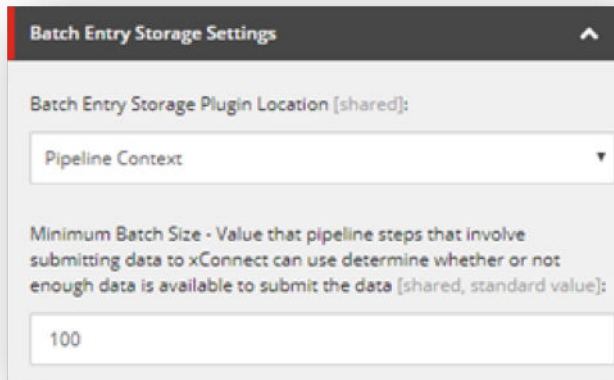 Batch Entry Storage Settings
Batch Entry Storage Plugin Location [shared]:
Pipeline Context
Minimum Batch Size - Value that pipeline steps that involve
submitting data to xConnect can use determine whether or not
enough data is available to submit the data [shared, standard value]:
100